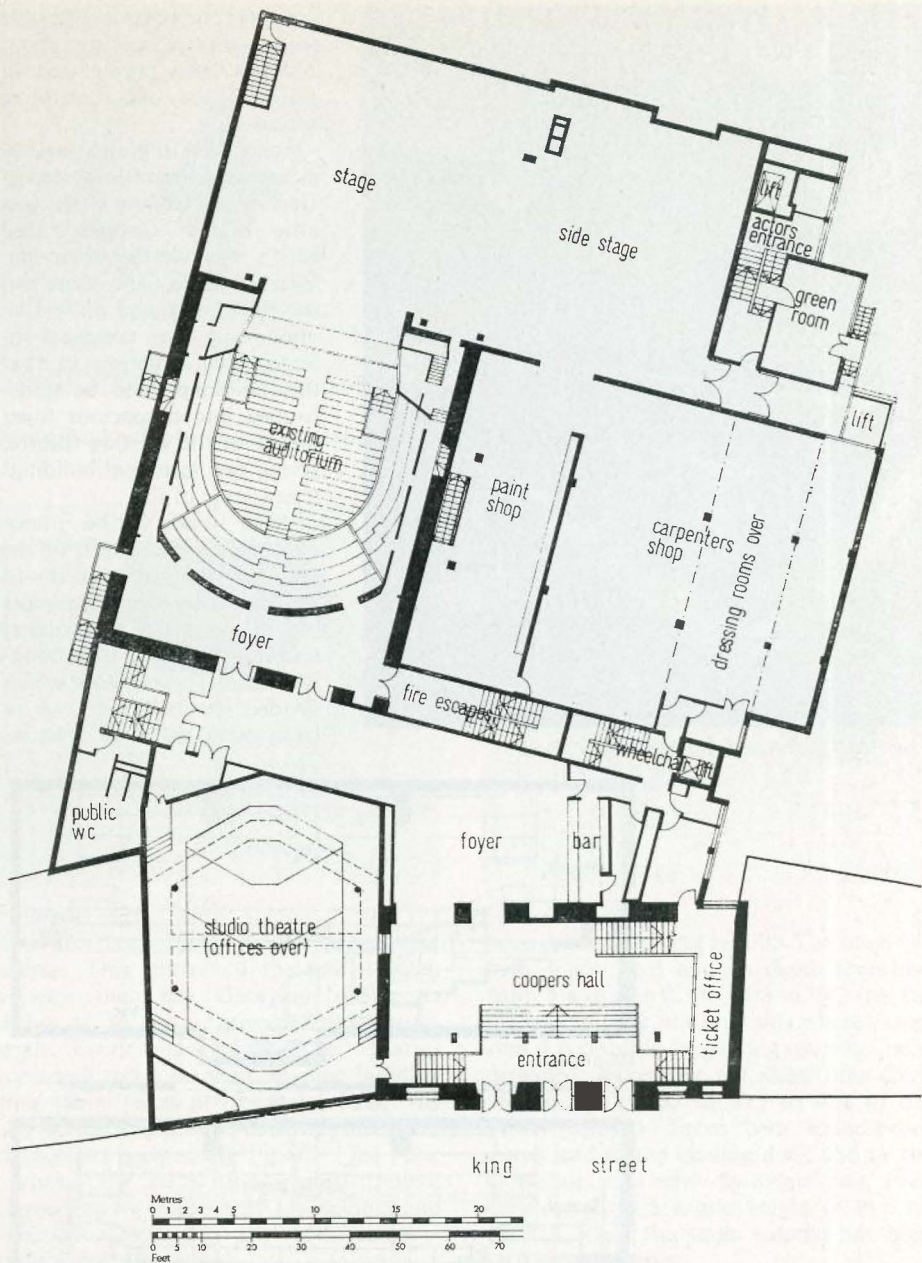 stage
side stage
lift
actors
entrance
green
room
lift
existing
auditorium
paint
shop
carpenters
shop
dressing rooms over
foyer
fire escapes
wheelchair lift
public
wc
foyer
bar
studio theatre
(offices over)
coopers hall
ticket office
entrance
king street
Metres
0 1 2 3 4 5 10 15 20
0 5 10 20 30 40 50 60 70
Feet